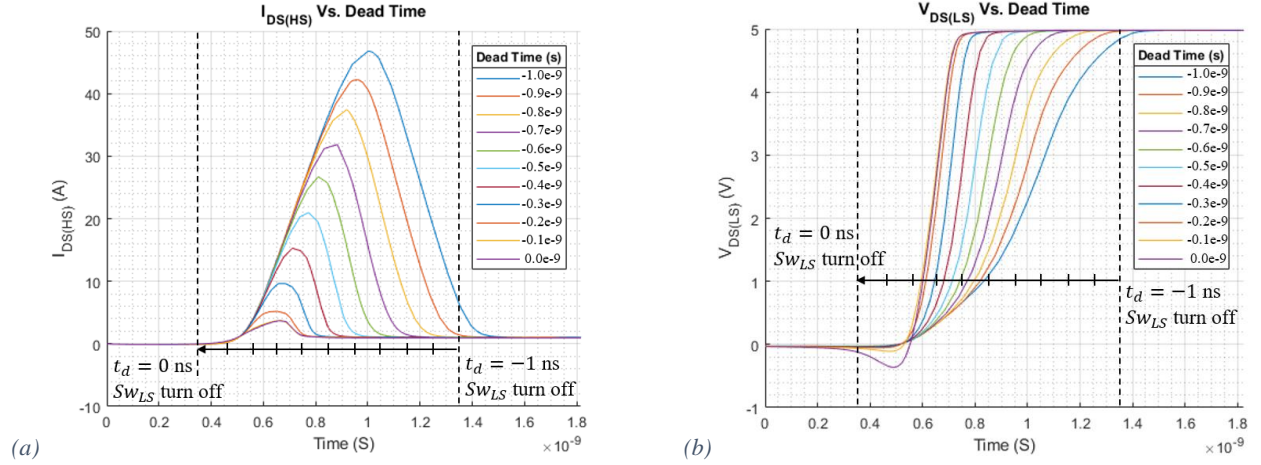 I_DS(HS) Vs. Dead Time
I_DS(HS) (A)
50
40
30
20
10
0
-10
Dead Time (s)
-1.0e-9
-0.9e-9
-0.8e-9
-0.7e-9
-0.6e-9
-0.5e-9
-0.4e-9
-0.3e-9
-0.2e-9
-0.1e-9
0.0e-9
t_d = 0 ns
Sw_LS turn off
t_d = −1 ns
Sw_LS turn off
0 0.2 0.4 0.6 0.8 1 1.2 1.4 1.6 1.8
Time (S)
×10^-9
(a)
V_DS(LS) Vs. Dead Time
V_DS(LS) (V)
5
4
3
2
1
0
-1
Dead Time (s)
-1.0e-9
-0.9e-9
-0.8e-9
-0.7e-9
-0.6e-9
-0.5e-9
-0.4e-9
-0.3e-9
-0.2e-9
-0.1e-9
0.0e-9
t_d = 0 ns
Sw_LS turn off
t_d = −1 ns
Sw_LS turn off
0 0.2 0.4 0.6 0.8 1 1.2 1.4 1.6 1.8
Time (S)
×10^-9
(b)